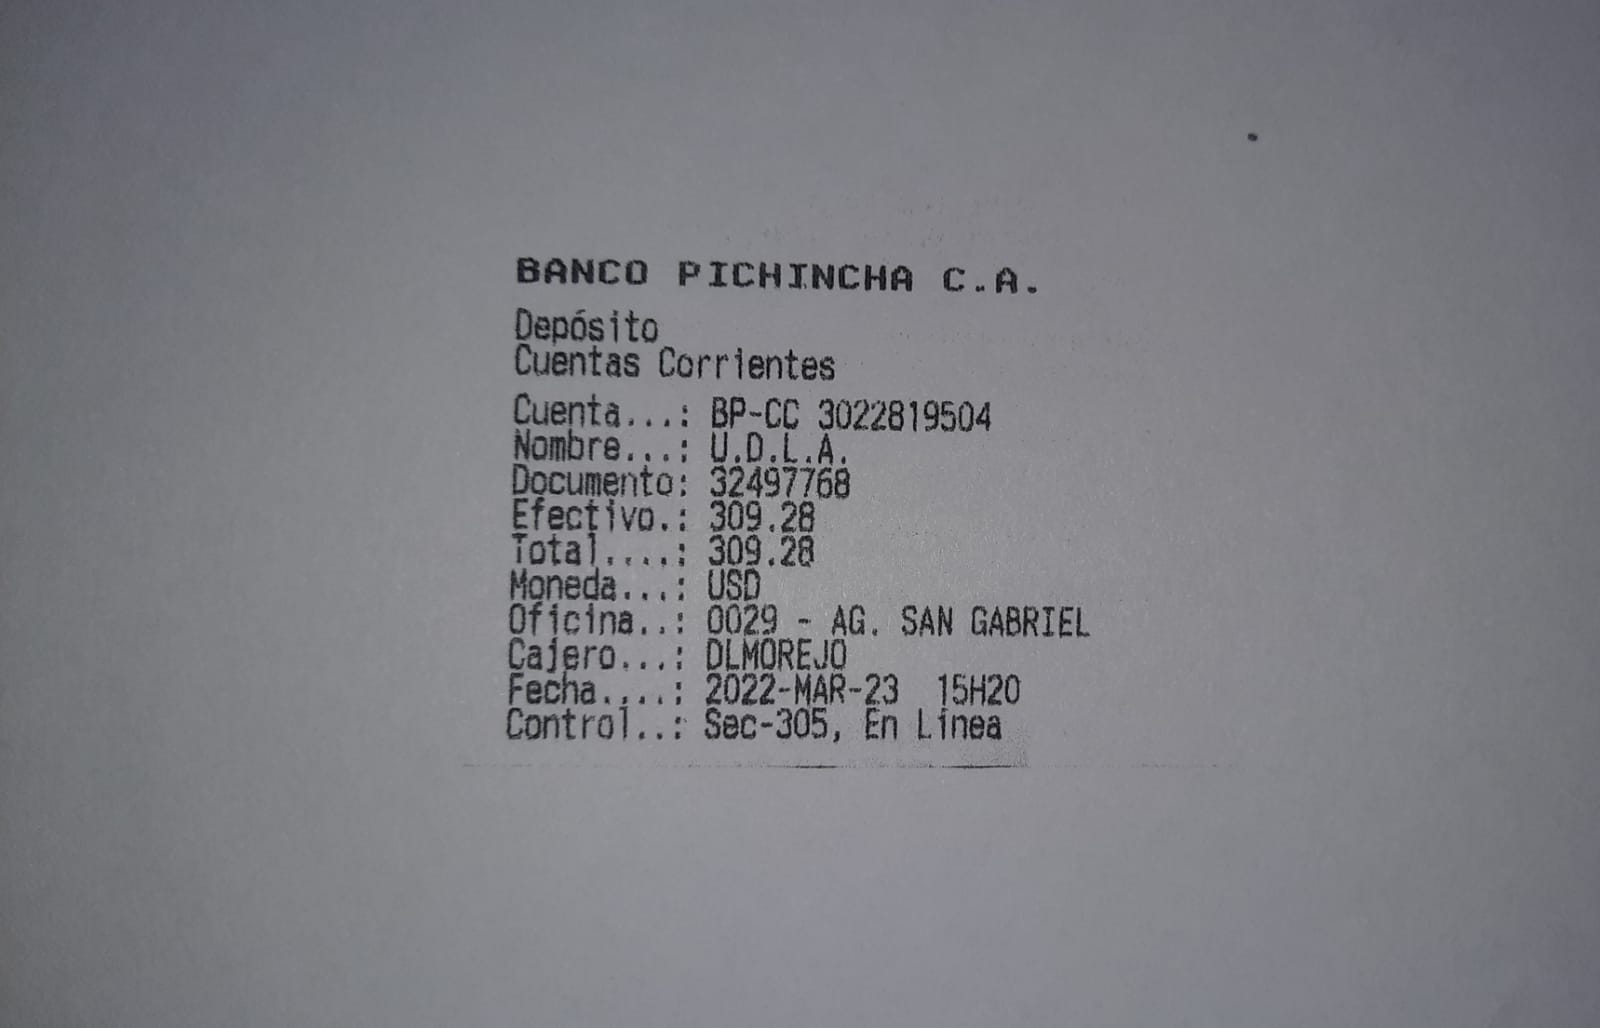 BANCO PICHINCHA C.A.
Depósito
Cuentas Corrientes
Cuenta...: BP-CC 3022819504
Nombre...: U.D.L.A.
Documento: 32497768
Efectivo.: 309.28
Total....: 309.28
Moneda...: USD
Oficina..: 0029 - AG. SAN GABRIEL
Cajero...: DLMOREJO
Fecha....: 2022-MAR-23 15H20
Control..: Sec-305, En Línea